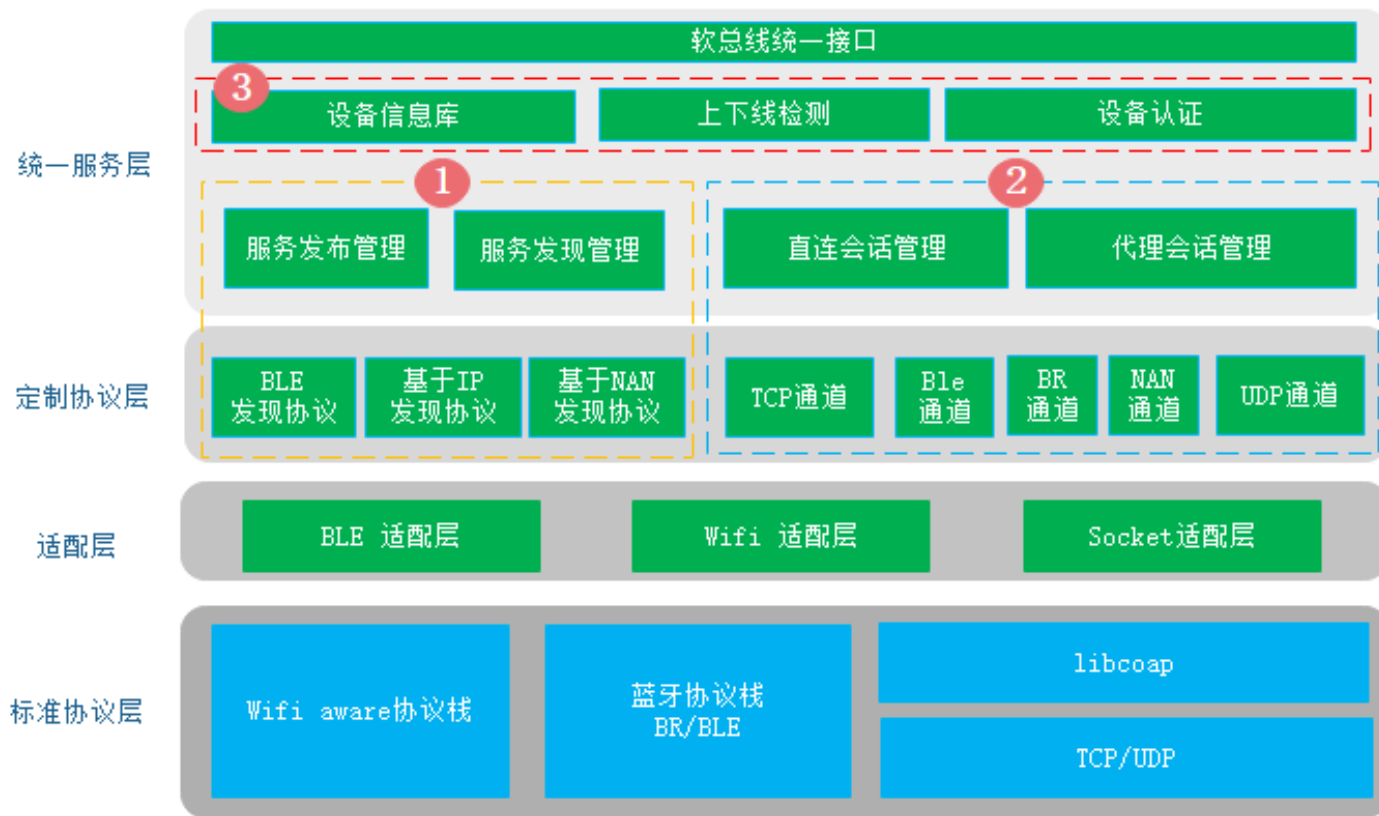 软总线统一接口
3
设备信息库
上下线检测
设备认证
统一服务层
1
2
服务发布管理
服务发现管理
直连会话管理
代理会话管理
定制协议层
BLE
发现协议
基于IP
发现协议
基于NAN
发现协议
TCP通道
Ble
通道
BR
通道
NAN
通道
UDP通道
适配层
BLE 适配层
Wifi 适配层
Socket适配层
标准协议层
Wifi aware协议栈
蓝牙协议栈
BR/BLE
libcoap
TCP/UDP